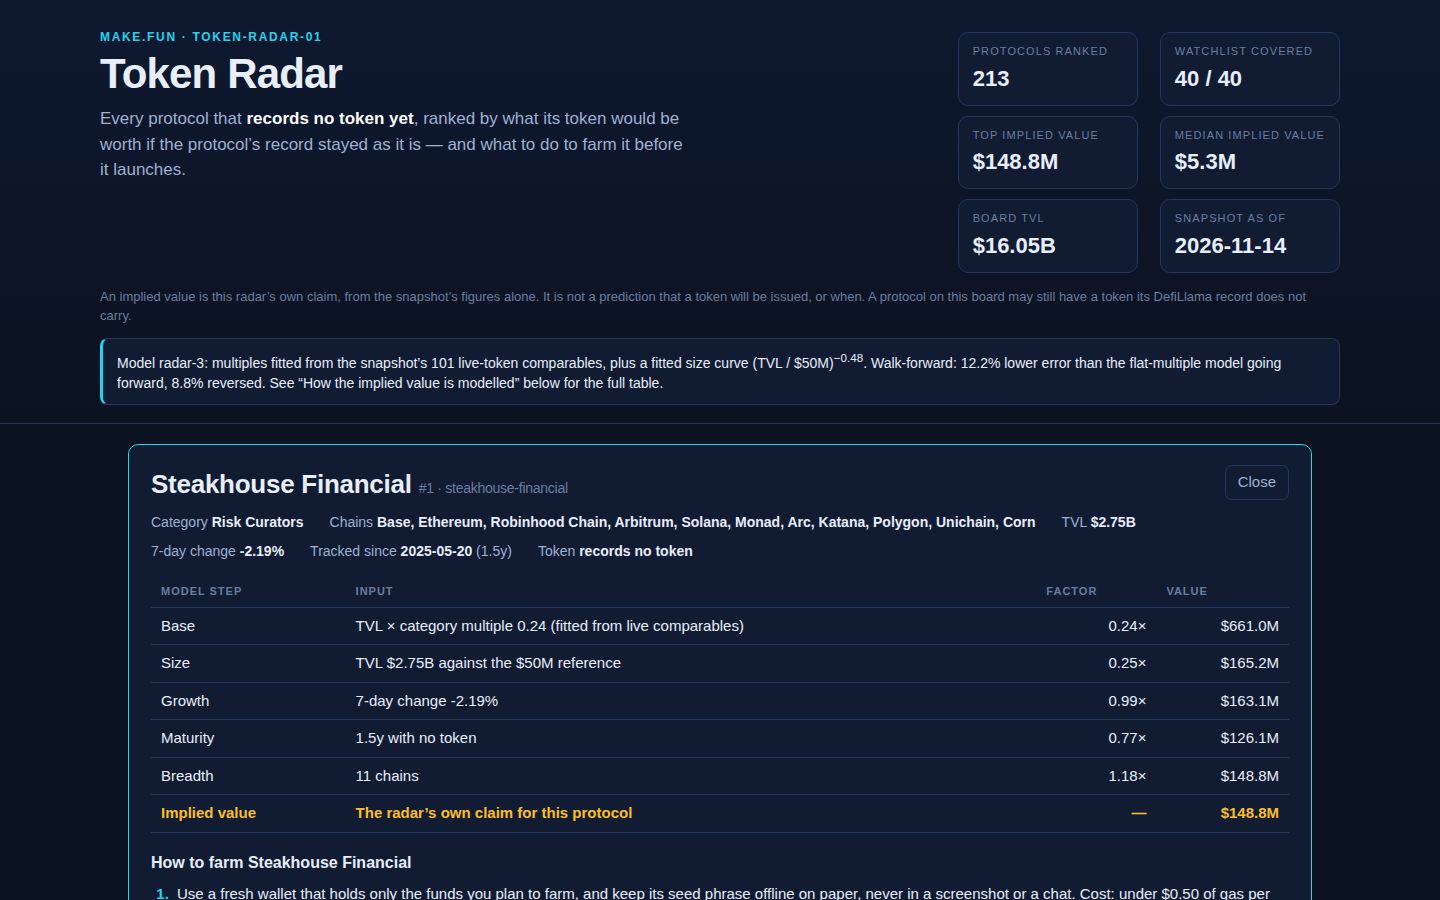 MAKE.FUN · TOKEN-RADAR-01
Token Radar
Every protocol that records no token yet, ranked by what its token would be
worth if the protocol’s record stayed as it is — and what to do to farm it before
it launches.
PROTOCOLS RANKED
213
WATCHLIST COVERED
40 / 40
TOP IMPLIED VALUE
$148.8M
MEDIAN IMPLIED VALUE
$5.3M
BOARD TVL
$16.05B
SNAPSHOT AS OF
2026-11-14
An implied value is this radar’s own claim, from the snapshot’s figures alone. It is not a prediction that a token will be issued, or when. A protocol on this board may still have a token its DefiLlama record does not
carry.
Model radar-3: multiples fitted from the snapshot’s 101 live-token comparables, plus a fitted size curve (TVL / $50M)−0.48. Walk-forward: 12.2% lower error than the flat-multiple model going
forward, 8.8% reversed. See “How the implied value is modelled” below for the full table.
Steakhouse Financial #1 · steakhouse-financial
Close
Category Risk Curators Chains Base, Ethereum, Robinhood Chain, Arbitrum, Solana, Monad, Arc, Katana, Polygon, Unichain, Corn TVL $2.75B
7-day change -2.19% Tracked since 2025-05-20 (1.5y) Token records no token
MODEL STEP INPUT FACTOR VALUE
Base TVL × category multiple 0.24 (fitted from live comparables) 0.24× $661.0M
Size TVL $2.75B against the $50M reference 0.25× $165.2M
Growth 7-day change -2.19% 0.99× $163.1M
Maturity 1.5y with no token 0.77× $126.1M
Breadth 11 chains 1.18× $148.8M
Implied value The radar’s own claim for this protocol — $148.8M
How to farm Steakhouse Financial
1. Use a fresh wallet that holds only the funds you plan to farm, and keep its seed phrase offline on paper, never in a screenshot or a chat. Cost: under $0.50 of gas per